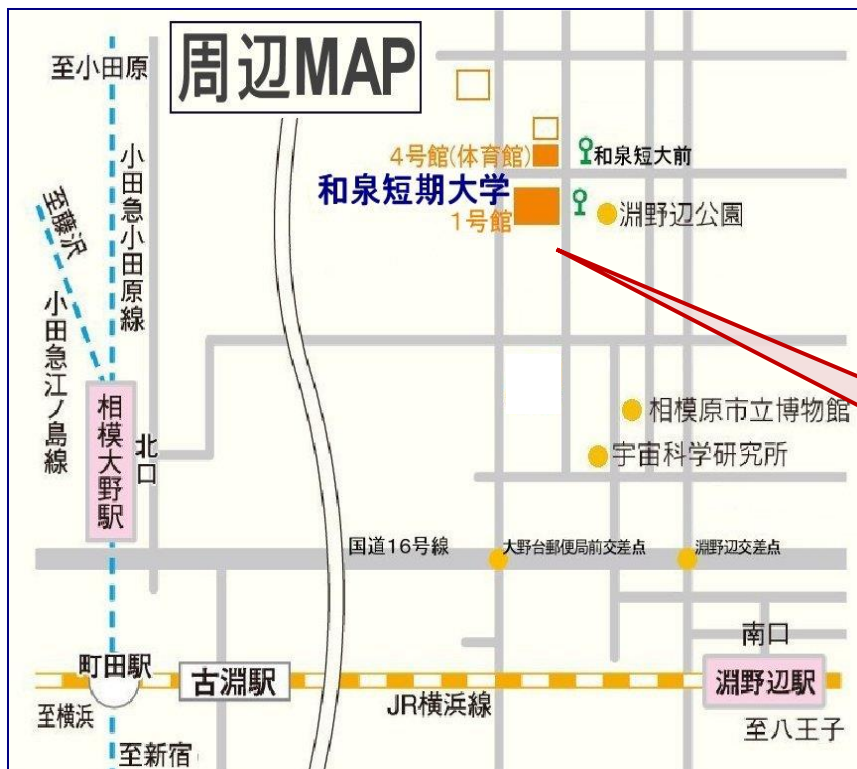 周辺MAP
至小田原
小田急小田原線
至藤沢
小田急江ノ島線
4号館(体育館)
和泉短大前
和泉短期大学
1号館
淵野辺公園
相模大野駅
北口
相模原市立博物館
宇宙科学研究所
国道16号線
大野台郵便局前交差点
淵野辺交差点
南口
町田駅
古淵駅
淵野辺駅
至横浜
JR横浜線
至八王子
至新宿